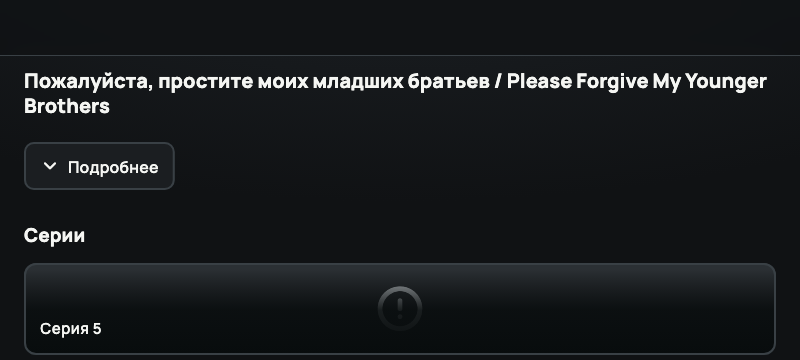 Пожалуйста, простите моих младших братьев / Please Forgive My Younger
Brothers
Подробнее
Серии
Серия 5